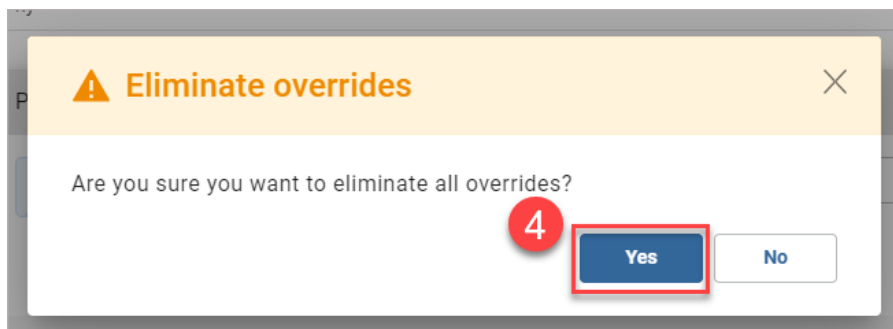 Eliminate overrides
P
Are you sure you want to eliminate all overrides?
4
Yes
No